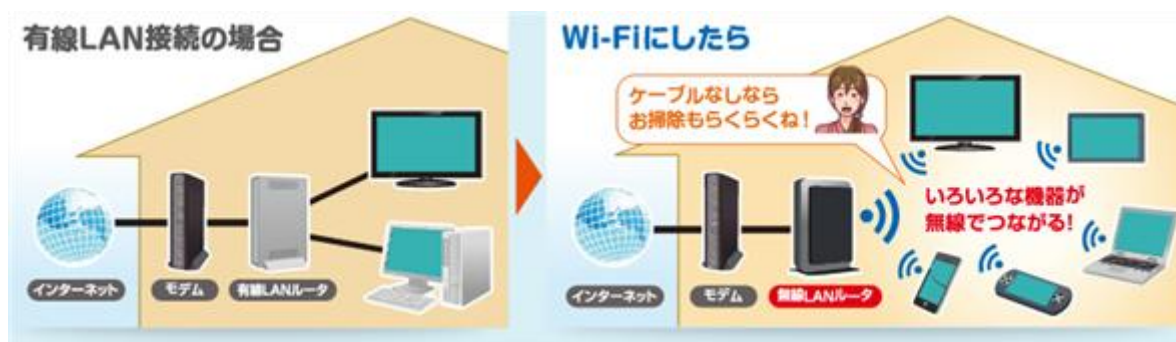 有線LAN接続の場合
インターネット
モデム
有線LANルータ
Wi-Fiにしたら
ケーブルなしなら
お掃除もらくらくね！
いろいろな機器が
無線でつながる！
インターネット
モデム
無線LANルータ